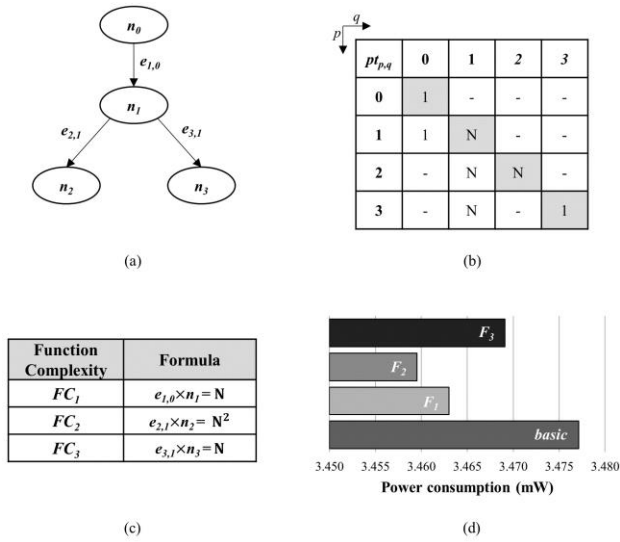 n0
e1,0
n1
e2,1
e3,1
n2
n3
(a)
q
p
ptp,q 0 1 2 3
0 1 - - -
1 1 N - -
2 - N N -
3 - N - 1
(b)
Function Complexity Formula
FC1 e1,0×n1= N
FC2 e2,1×n2= N²
FC3 e3,1×n3= N
(c)
F3
F2
F1
basic
3.450 3.455 3.460 3.465 3.470 3.475 3.480
Power consumption (mW)
(d)